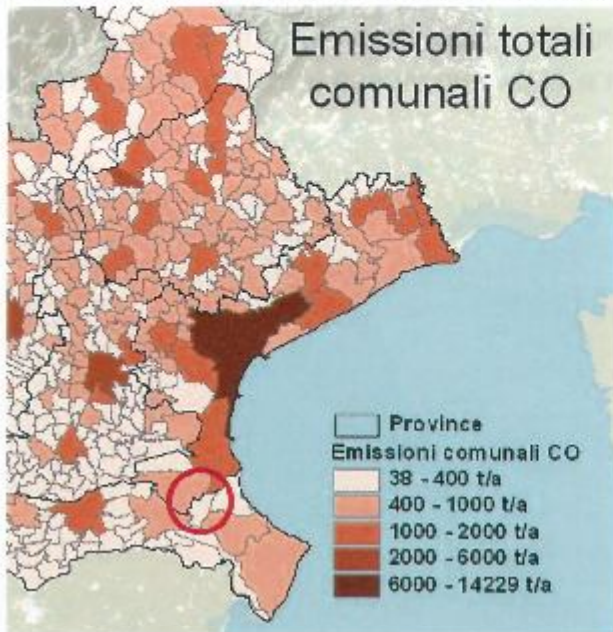 Emissioni totali
comunali CO
Province
Emissioni comunali CO
38 - 400 t/a
400 - 1000 t/a
1000 - 2000 t/a
2000 - 6000 t/a
6000 - 14229 t/a